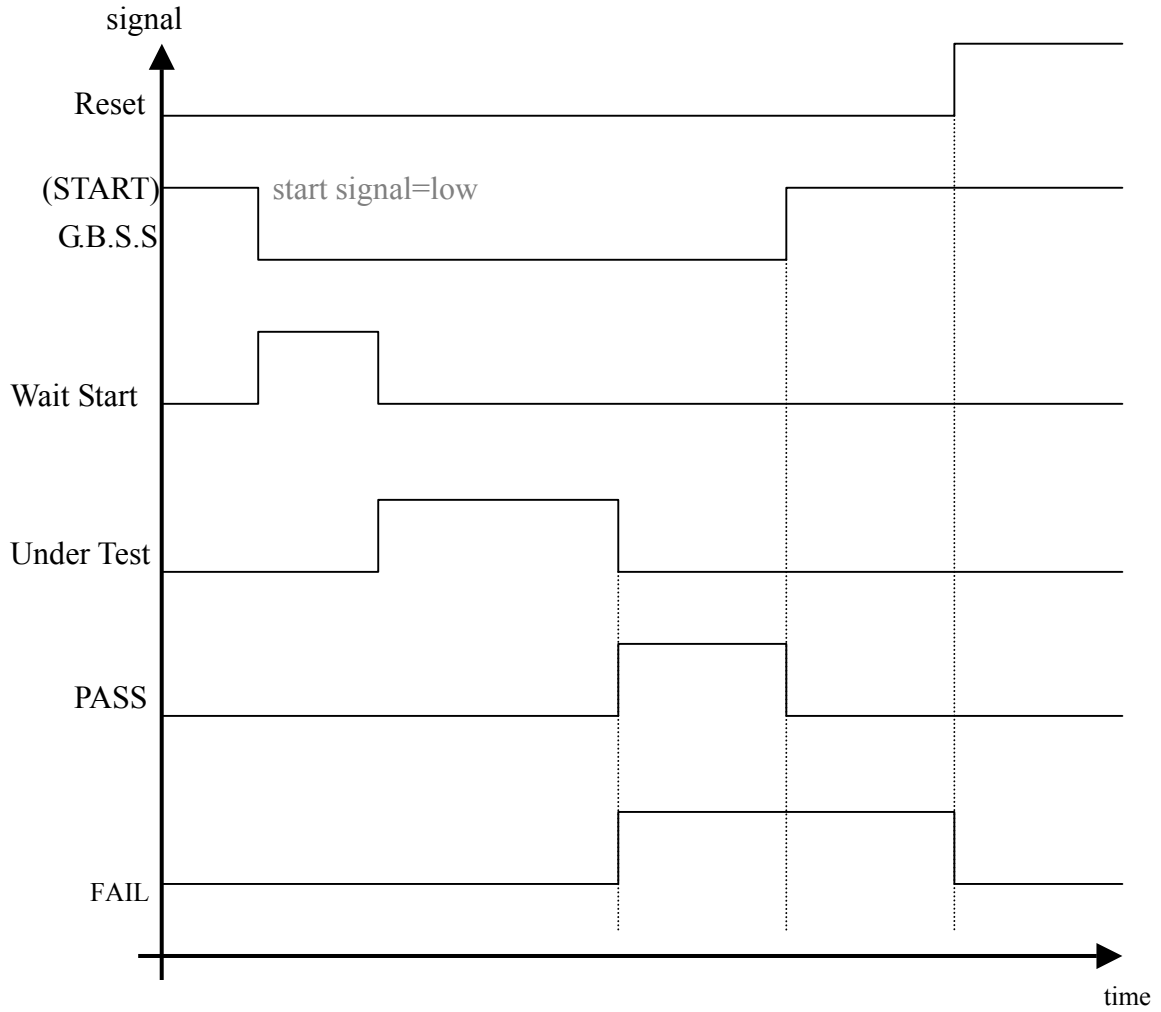 signal
Reset
(START)
start signal=low
G.B.S.S
Wait Start
Under Test
PASS
FAIL
time